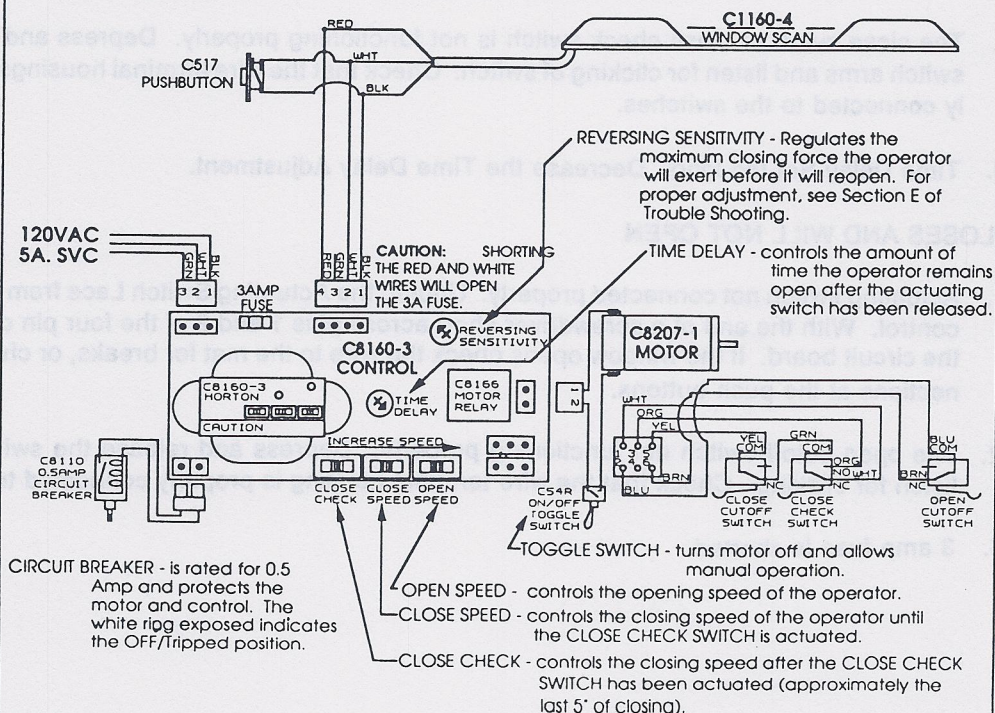 RED
C1160-4
WINDOW SCAN
C517
PUSHBUTTON
WHT
BLK
REVERSING SENSITIVITY - Regulates the
maximum closing force the operator
will exert before it will reopen. For
proper adjustment, see Section E of
Trouble Shooting.
120VAC
5A. SVC
GRN
WHT
BLK
3 2 1
3AMP
FUSE
RED
GRN
WHT
BLK
4 3 2 1
CAUTION: SHORTING
THE RED AND WHITE
WIRES WILL OPEN
THE 3A. FUSE.
TIME DELAY - controls the amount of
time the operator remains
open after the actuating
switch has been released.
REVERSING
SENSITIVITY
C8160-3
CONTROL
M8207-1
MOTOR
C8160-3
HORTON
CAUTION
TIME
DELAY
C8166
MOTOR
RELAY
N
WHT
ORG
YEL
BRN
BLU
YEL
NC
GRN
COM
ORG
NO
WHT
NC
BLU
COM
BRN
NC
INCREASE SPEED
C8110
0.5AMP
CIRCUIT
BREAKER
CLOSE
CHECK
CLOSE
SPEED
OPEN
SPEED
C54R
ON/OFF
TOGGLE
SWITCH
CLOSE
CUTOFF
SWITCH
CLOSE
CHECK
SWITCH
OPEN
CUTOFF
SWITCH
TOGGLE SWITCH - turns motor off and allows
manual operation.
CIRCUIT BREAKER - is rated for 0.5
Amp and protects the
motor and control. The
white ring exposed indicates
the OFF/Tripped position.
OPEN SPEED - controls the opening speed of the operator.
CLOSE SPEED - controls the closing speed of the operator until
the CLOSE CHECK SWITCH is actuated.
CLOSE CHECK - controls the closing speed after the CLOSE CHECK
SWITCH has been actuated (approximately the
last 5° of closing).